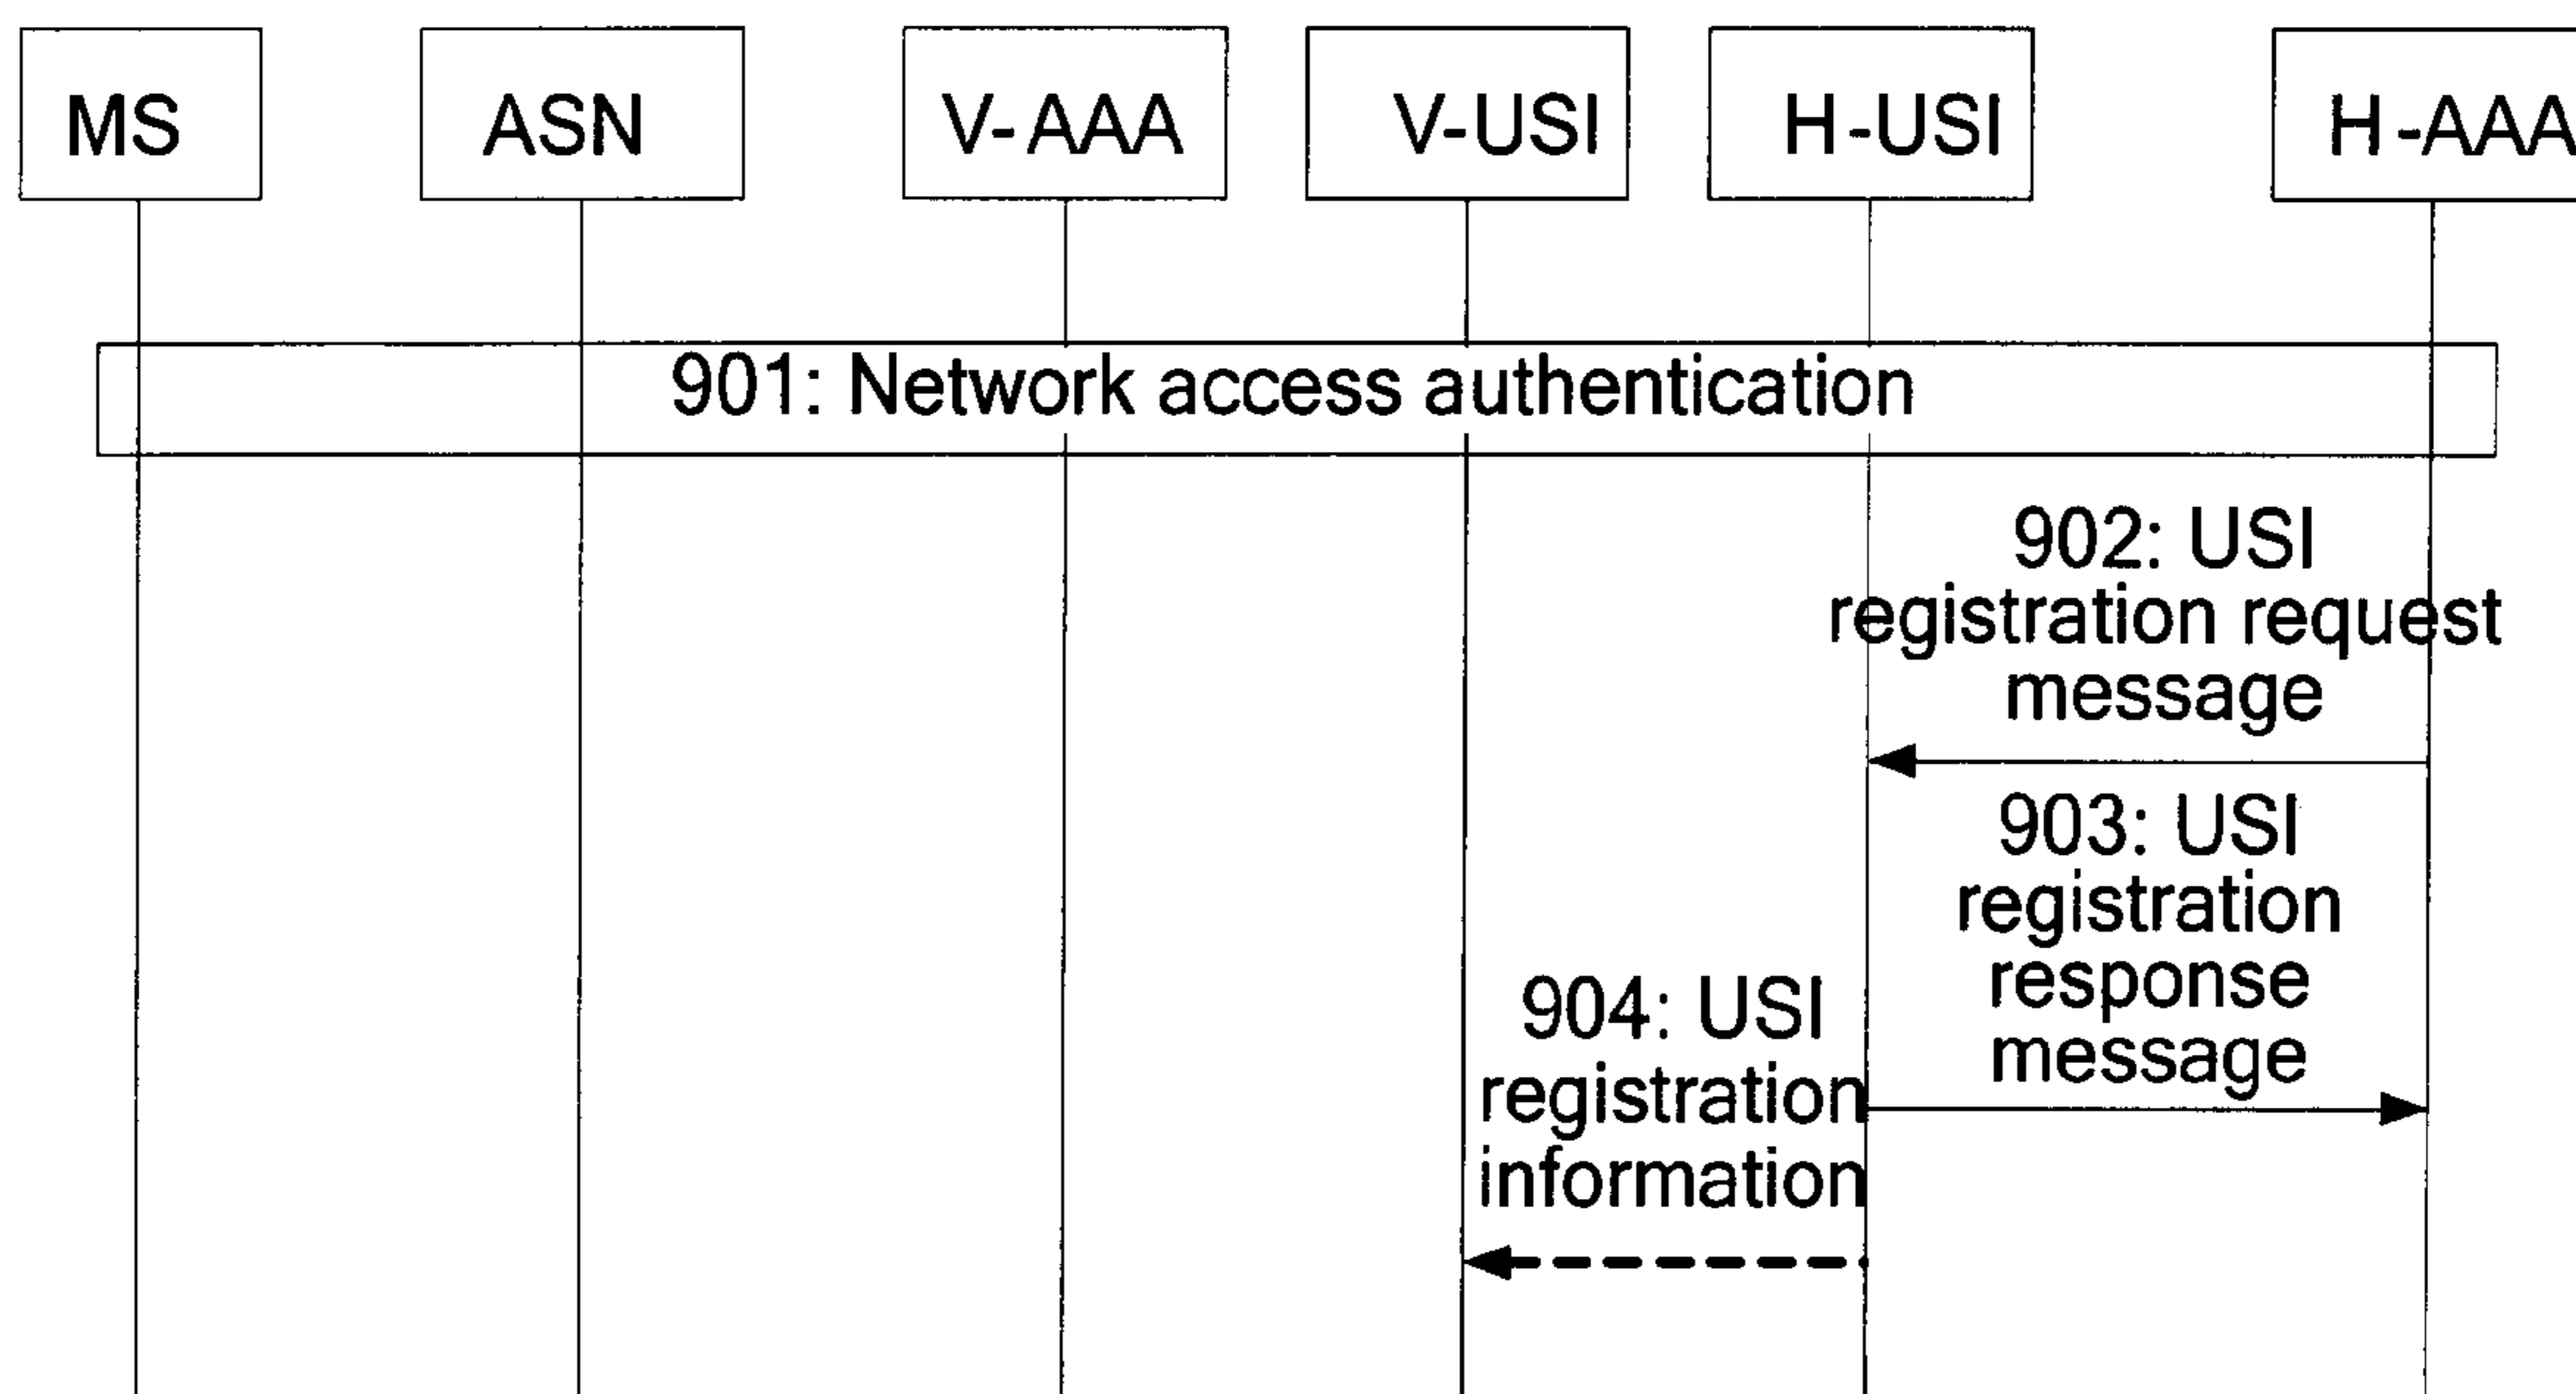 MS
ASN
V-AAA
V-USI
H-USI
H-AAA
901: Network access authentication
902: USI
registration request
message
903: USI
registration
response
message
904: USI
registration
information